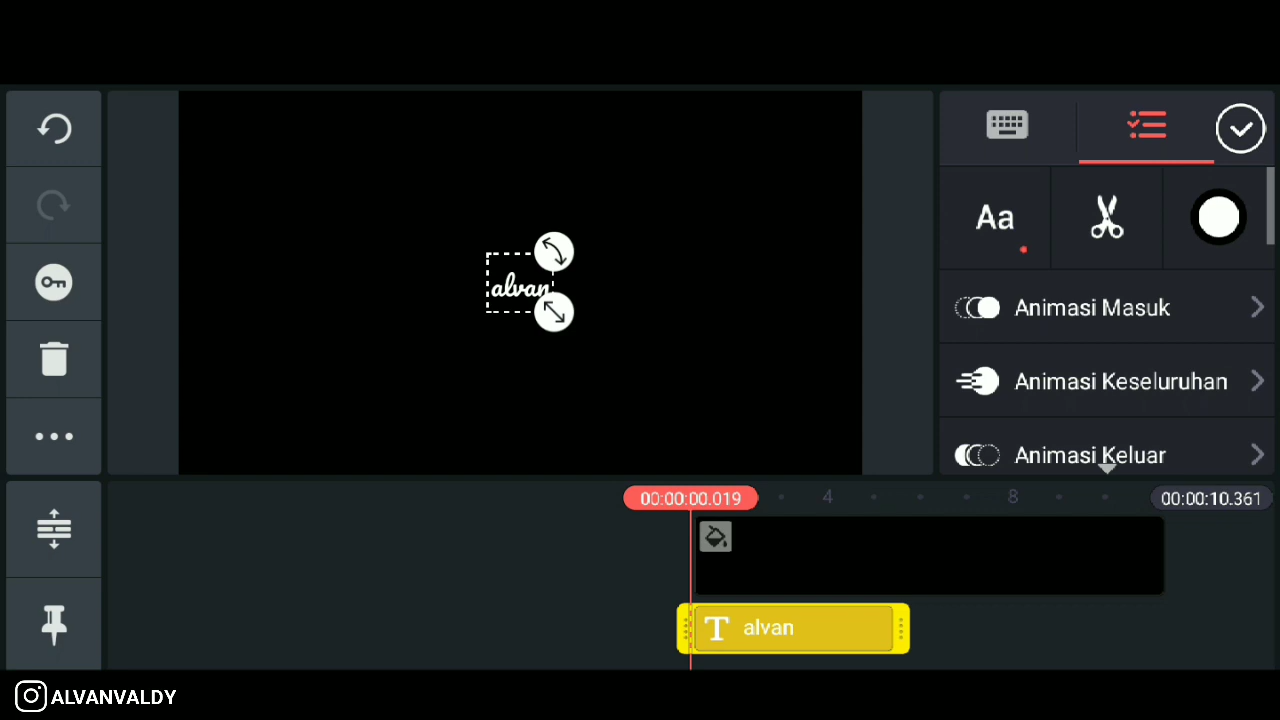 Aa
alvan
Animasi Masuk
Animasi Keseluruhan
Animasi Keluar
00:00:00.019
4
8
00:00:10.361
T alvan
ALVANVALDY